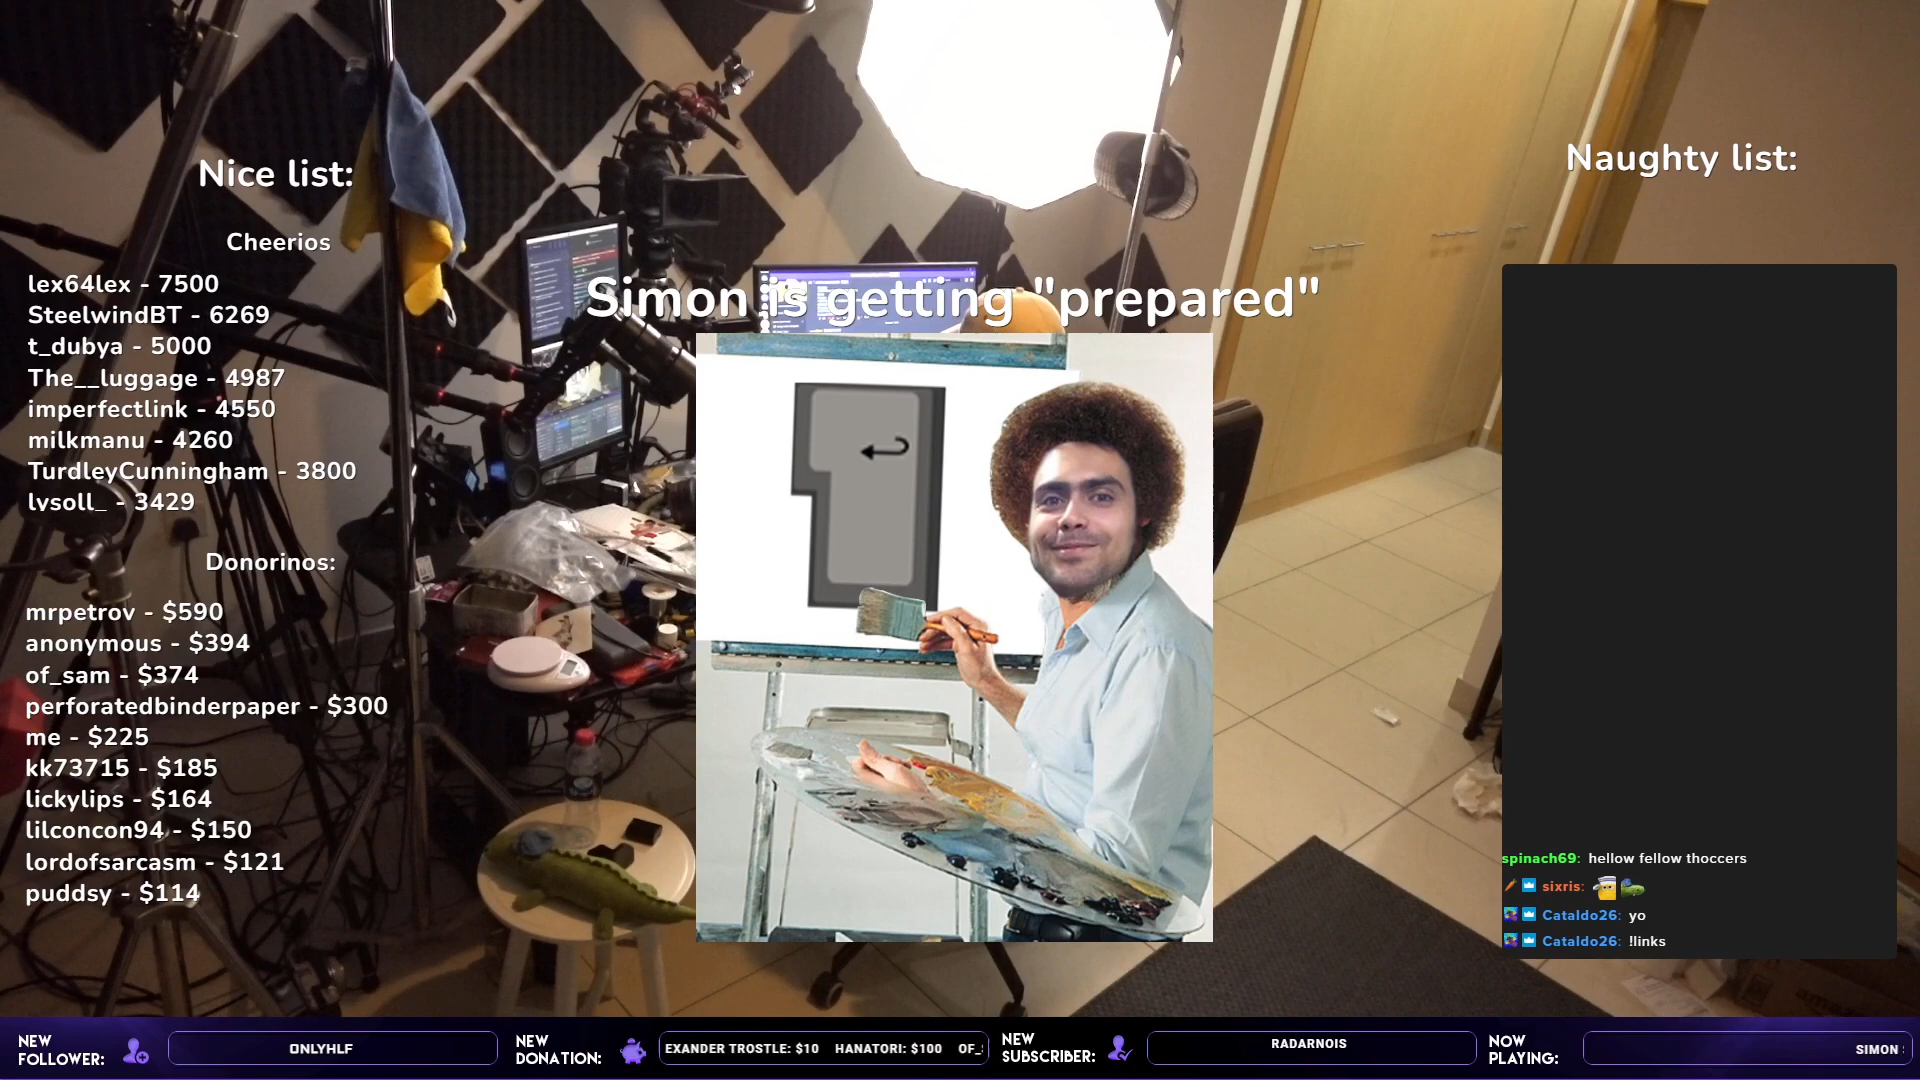 Nice list:
Cheerios
lex64lex - 7500
SteelwindBT - 6269
t_dubya - 5000
The__luggage - 4987
imperfectlink - 4550
milkmanu - 4260
TurdleyCunningham - 3800
lvsoll_ - 3429
Donorinos:
mrpetrov - $590
anonymous - $394
of_sam - $374
perforatedbinderpaper - $300
me - $225
kk73715 - $185
lickylips - $164
lilconcon94 - $150
lordofsarcasm - $121
puddsy - $114
Simon is getting "prepared"
Naughty list:
spinach69: hellow fellow thoccers
sixris:
Cataldo26: yo
Cataldo26: !links
NEW
FOLLOWER:
ONLYHLF
NEW
DONATION:
EXANDER TROSTLE: $10 HANATORI: $100 OF_
NEW
SUBSCRIBER:
RADARNOIS
NOW
PLAYING:
SIMON